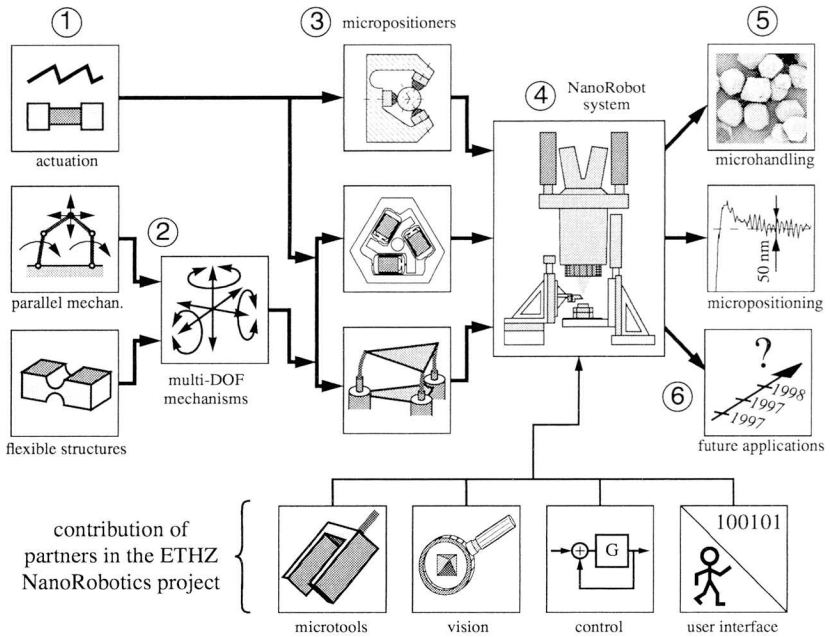 1
actuation
parallel mechan.
flexible structures
2
multi-DOF
mechanisms
3
micropositioners
4
NanoRobot
system
5
microhandling
50 nm
micropositioning
6
?
1998
1997
1997
future applications
contribution of
partners in the ETHZ
NanoRobotics project
microtools
vision
+
G
control
100101
user interface